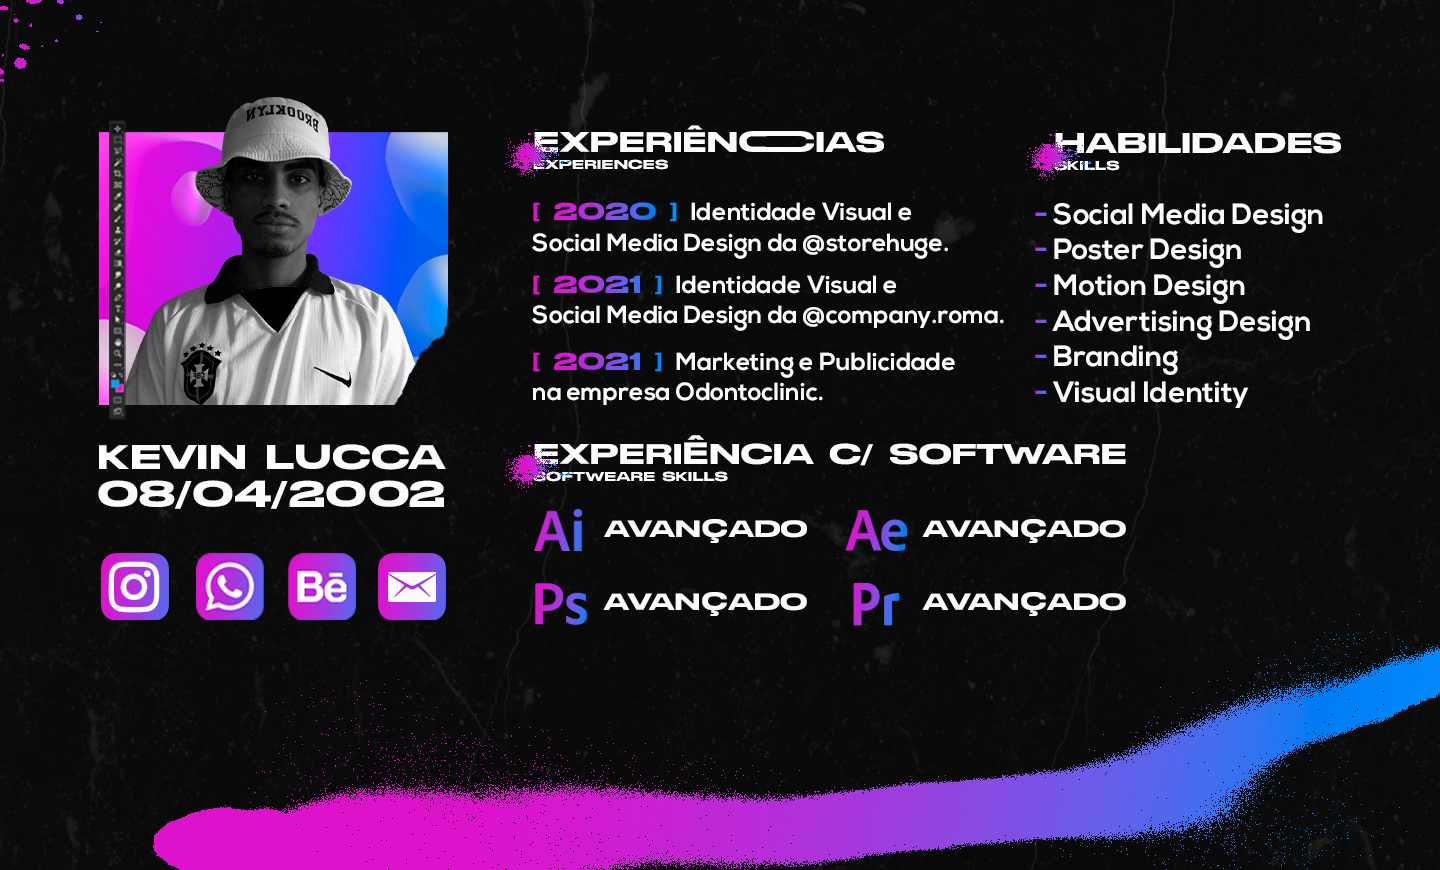 BROOKLYN
KEVIN LUCCA
08/04/2002
Bē
EXPERIÊNCIAS
EXPERIENCES
[ 2020 ] Identidade Visual e
Social Media Design da @storehuge.
[ 2021 ] Identidade Visual e
Social Media Design da @company.roma.
[ 2021 ] Marketing e Publicidade
na empresa Odontoclinic.
HABILIDADES
SKILLS
- Social Media Design
- Poster Design
- Motion Design
- Advertising Design
- Branding
- Visual Identity
EXPERIÊNCIA C/ SOFTWARE
SOFTWEARE SKILLS
Ai AVANÇADO Ae AVANÇADO
Ps AVANÇADO Pr AVANÇADO